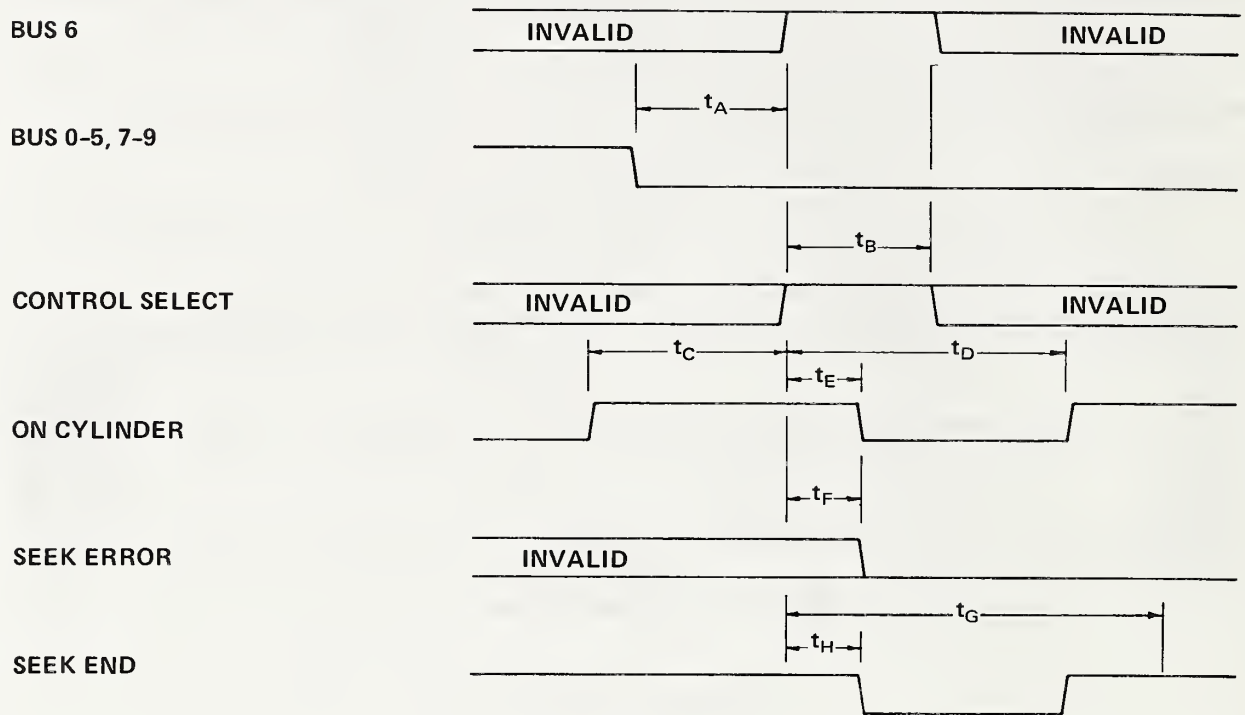 BUS 6
INVALID
INVALID
tA
BUS 0-5, 7-9
tB
CONTROL SELECT
INVALID
INVALID
tC
tD
tE
ON CYLINDER
tF
SEEK ERROR
INVALID
tG
tH
SEEK END